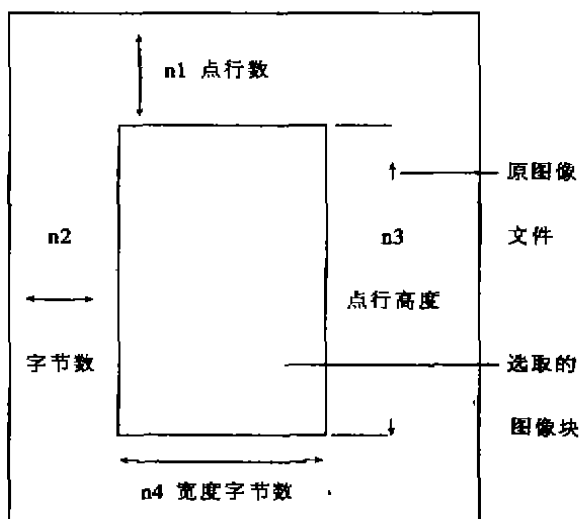 n1 点行数
原图像
n2
n3
文件
点行高度
字节数
选取的
图像块
n4 宽度字节数